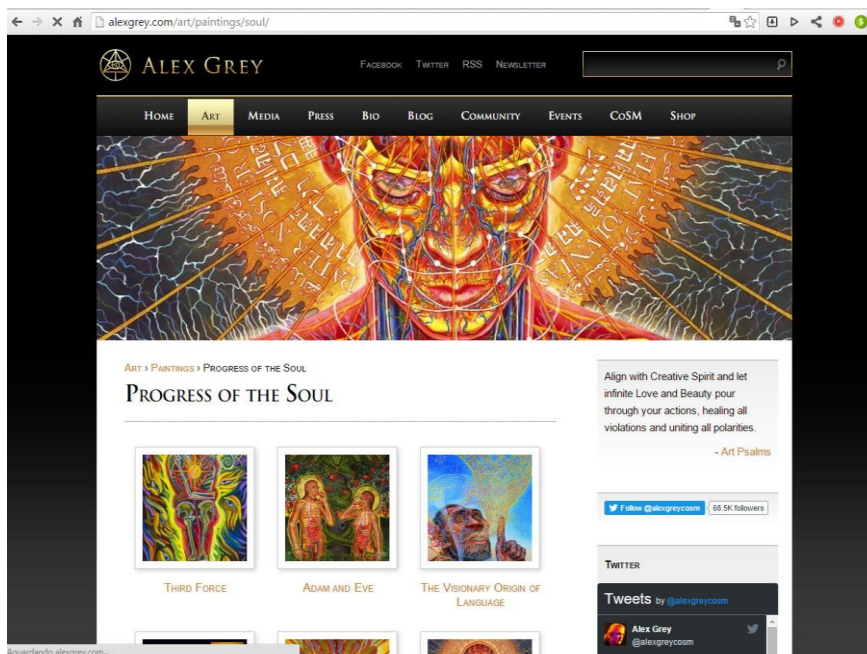 alexgrey.com/art/paintings/soul/
ALEX GREY
FACEBOOK TWITTER RSS NEWSLETTER
HOME ART MEDIA PRESS BIO BLOG COMMUNITY EVENTS COSM SHOP
ART › PAINTINGS › PROGRESS OF THE SOUL
PROGRESS OF THE SOUL
THIRD FORCE
ADAM AND EVE
THE VISIONARY ORIGIN OF
LANGUAGE
Align with Creative Spirit and let
infinite Love and Beauty pour
through your actions, healing all
violations and uniting all polarities.
- Art Psalms
Follow @alexgreycosm 68.5K followers
TWITTER
Tweets by @alexgreycosm
Alex Grey
@alexgreycosm
Aguardando alexgrey.com...